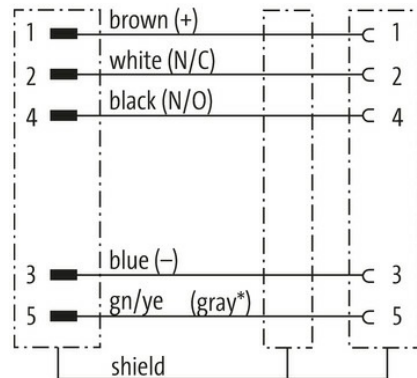 1 brown (+) 1
2 white (N/C) 2
4 black (N/O) 4
3 blue (–) 3
5 gn/ye (gray*) 5
shield